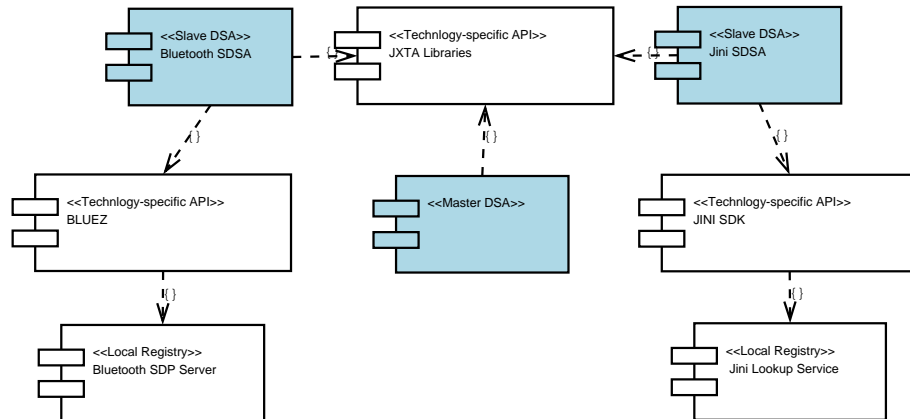 <<Slave DSA>>
Bluetooth SDSA
{ }
<<Technlogy-specific API>>
JXTA Libraries
{ }
<<Slave DSA>>
Jini SDSA
{ }
{ }
{ }
<<Technlogy-specific API>>
BLUEZ
<<Master DSA>>
<<Technlogy-specific API>>
JINI SDK
{ }
{ }
<<Local Registry>>
Bluetooth SDP Server
<<Local Registry>>
Jini Lookup Service